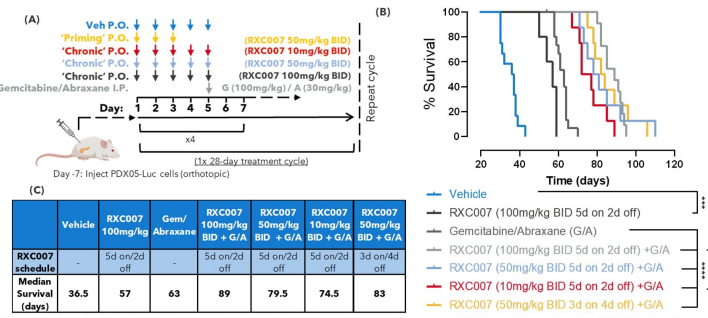 (A)
Veh P.O.
'Priming' P.O.
(RXC007 50mg/kg BID)
'Chronic' P.O.
(RXC007 10mg/kg BID)
'Chronic' P.O.
(RXC007 50mg/kg BID)
'Chronic' P.O.
(RXC007 100mg/kg BID)
Gemcitabine/Abraxane I.P.
G (100mg/kg) / A (30mg/kg)
Day:
1 2 3 4 5 6 7
x4
(1x 28-day treatment cycle)
Repeat cycle
Day -7: Inject PDX05-Luc cells (orthotopic)
(B)
% Survival
100
80
60
40
20
0
20 40 60 80 100 120
Time (days)
Vehicle
RXC007 (100mg/kg BID 5d on 2d off)
Gemcitabine/Abraxane (G/A)
RXC007 (100mg/kg BID 5d on 2d off) +G/A
RXC007 (50mg/kg BID 5d on 2d off) +G/A
RXC007 (10mg/kg BID 5d on 2d off) +G/A
RXC007 (50mg/kg BID 3d on 4d off) +G/A
***
****
(C)
Vehicle
RXC007 100mg/kg
Gem/ Abraxane
RXC007 100mg/kg BID + G/A
RXC007 50mg/kg BID + G/A
RXC007 10mg/kg BID + G/A
RXC007 50mg/kg BID + G/A
RXC007 schedule
-
5d on/2d off
-
5d on/2d off
5d on/2d off
5d on/2d off
3d on/4d off
Median Survival (days)
36.5
57
63
89
79.5
74.5
83